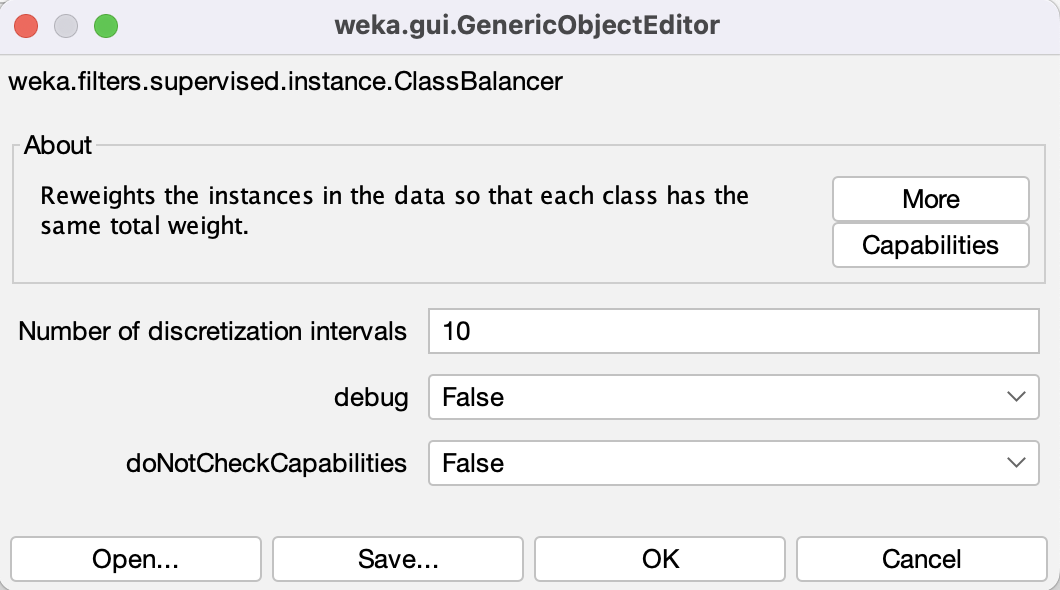 weka.gui.GenericObjectEditor
weka.filters.supervised.instance.ClassBalancer
About
Reweights the instances in the data so that each class has the
same total weight.
More
Capabilities
Number of discretization intervals 10
debug False
doNotCheckCapabilities False
Open... Save... OK Cancel